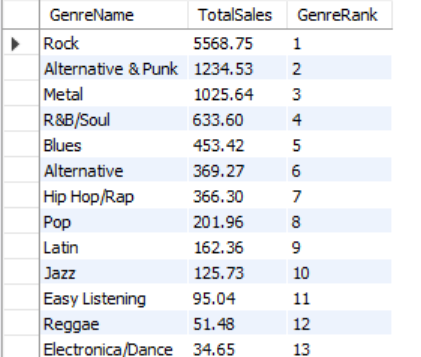 GenreName TotalSales GenreRank
Rock 5568.75 1
Alternative & Punk 1234.53 2
Metal 1025.64 3
R&B/Soul 633.60 4
Blues 453.42 5
Alternative 369.27 6
Hip Hop/Rap 366.30 7
Pop 201.96 8
Latin 162.36 9
Jazz 125.73 10
Easy Listening 95.04 11
Reggae 51.48 12
Electronica/Dance 34.65 13